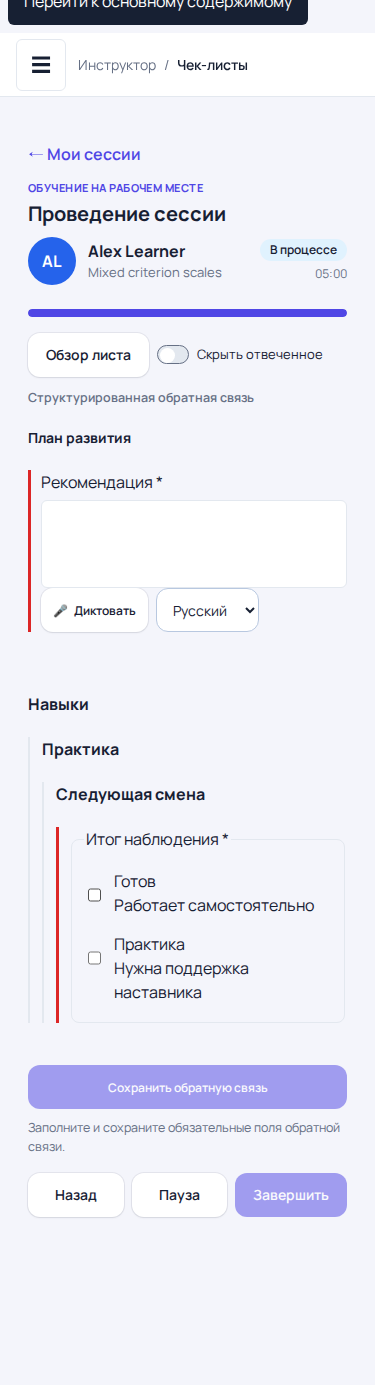 Перейти к основному содержимому
Инструктор / Чек-листы
← Мои сессии
ОБУЧЕНИЕ НА РАБОЧЕМ МЕСТЕ
Проведение сессии
AL
Alex Learner
Mixed criterion scales
В процессе
05:00
Обзор листа
Скрыть отвеченное
Структурированная обратная связь
План развития
Рекомендация *
Диктовать
Русский
Навыки
Практика
Следующая смена
Итог наблюдения *
Готов
Работает самостоятельно
Практика
Нужна поддержка
наставника
Сохранить обратную связь
Заполните и сохраните обязательные поля обратной
связи.
Назад
Пауза
Завершить